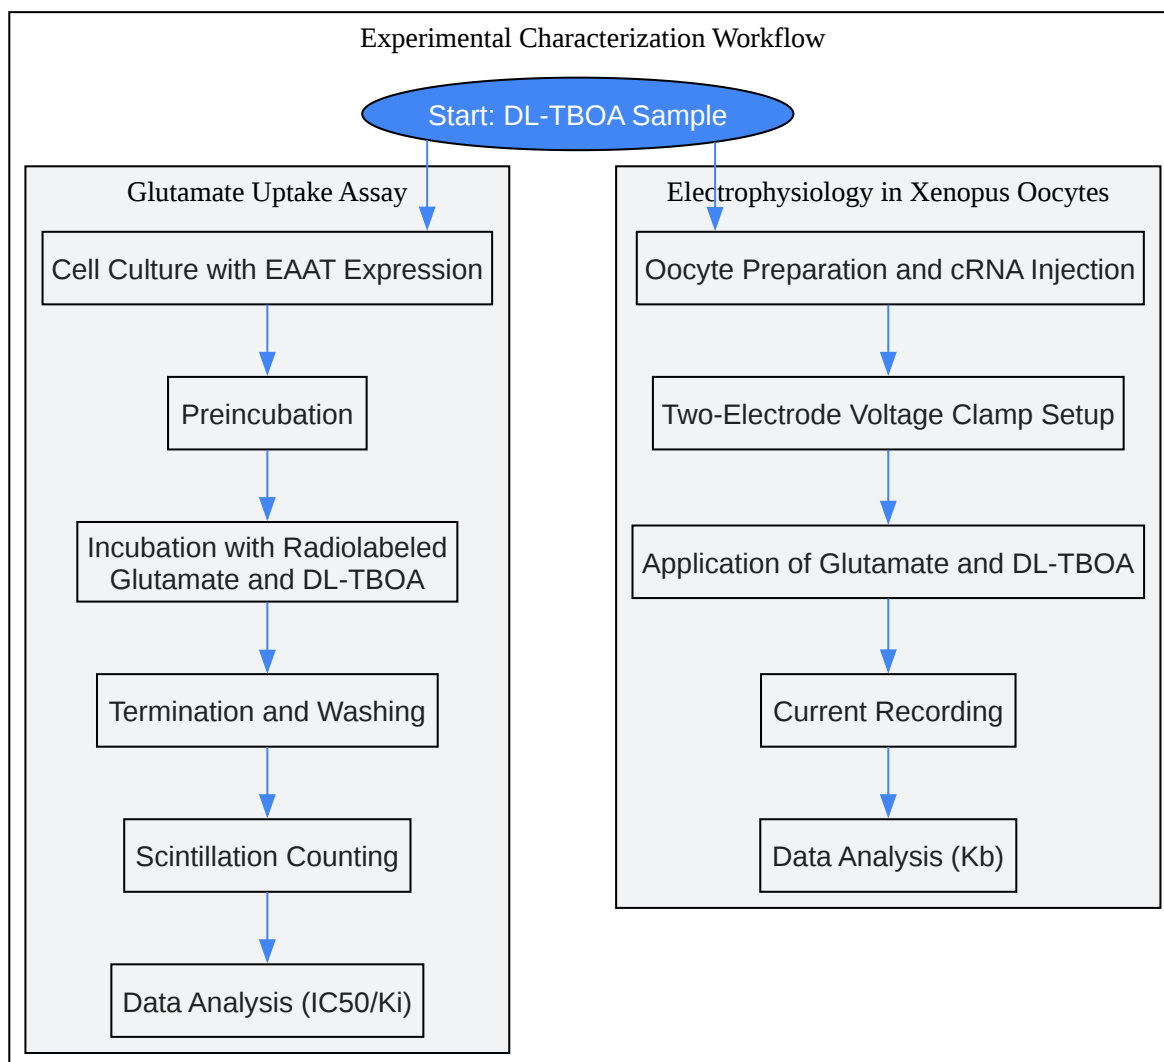 Experimental Characterization Workflow
Start: DL-TBOA Sample
Glutamate Uptake Assay
Cell Culture with EAAT Expression
Preincubation
Incubation with Radiolabeled
Glutamate and DL-TBOA
Termination and Washing
Scintillation Counting
Data Analysis (IC50/Ki)
Electrophysiology in Xenopus Oocytes
Oocyte Preparation and cRNA Injection
Two-Electrode Voltage Clamp Setup
Application of Glutamate and DL-TBOA
Current Recording
Data Analysis (Kb)